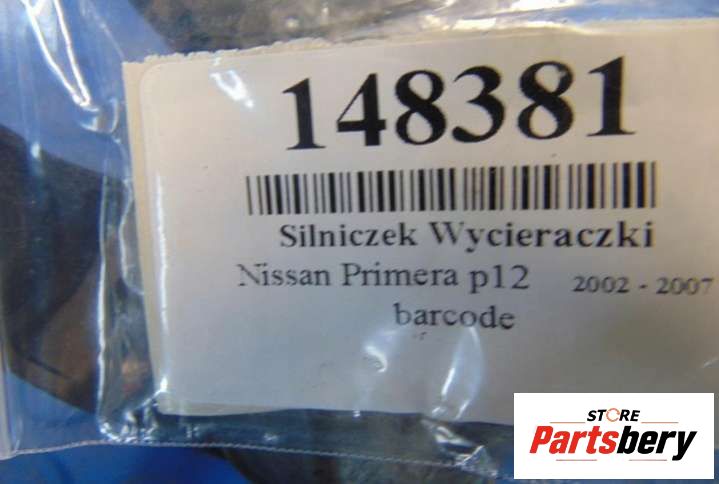 148381
Silniczek Wycieraczki
Nissan Primera p12 2002 - 2007
barcode
STORE
Partsbery